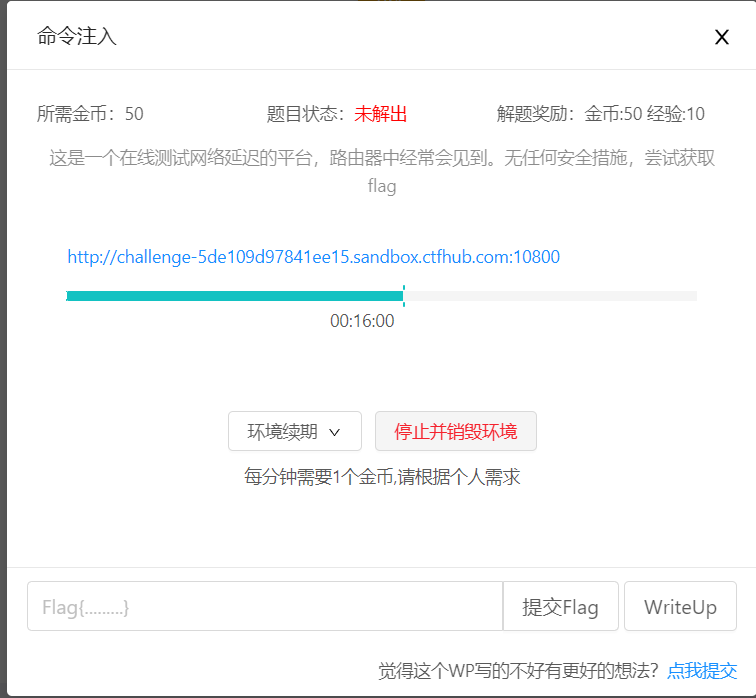 命令注入
X
所需金币：50 题目状态：未解出 解题奖励：金币:50 经验:10
这是一个在线测试网络延迟的平台，路由器中经常会见到。无任何安全措施，尝试获取
flag
http://challenge-5de109d97841ee15.sandbox.ctfhub.com:10800
00:16:00
环境续期 停止并销毁环境
每分钟需要1个金币,请根据个人需求
Flag{.........} 提交Flag WriteUp
觉得这个WP写的不好有更好的想法？点我提交